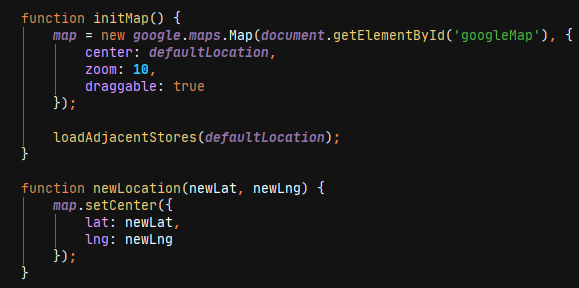 function initMap() {
    map = new google.maps.Map(document.getElementById('googleMap'), {
        center: defaultLocation,
        zoom: 10,
        draggable: true
    });

    loadAdjacentStores(defaultLocation);
}

function newLocation(newLat, newLng) {
    map.setCenter({
        lat: newLat,
        lng: newLng
    });
}